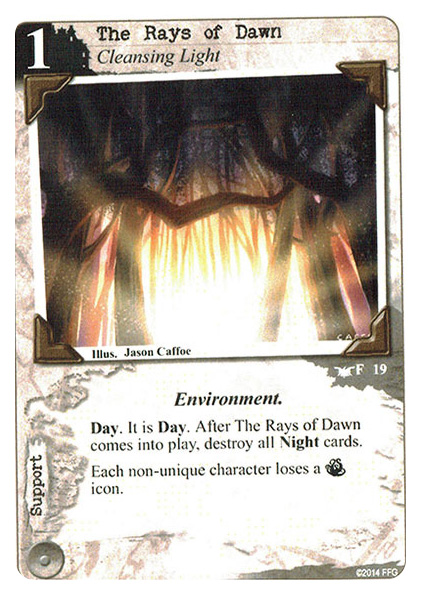 1
The Rays of Dawn
Cleansing Light
Illus. Jason Caffoe
F 19
Environment.
Day. It is Day. After The Rays of Dawn
comes into play, destroy all Night cards.
Each non-unique character loses a
icon.
Support
©2014 FFG